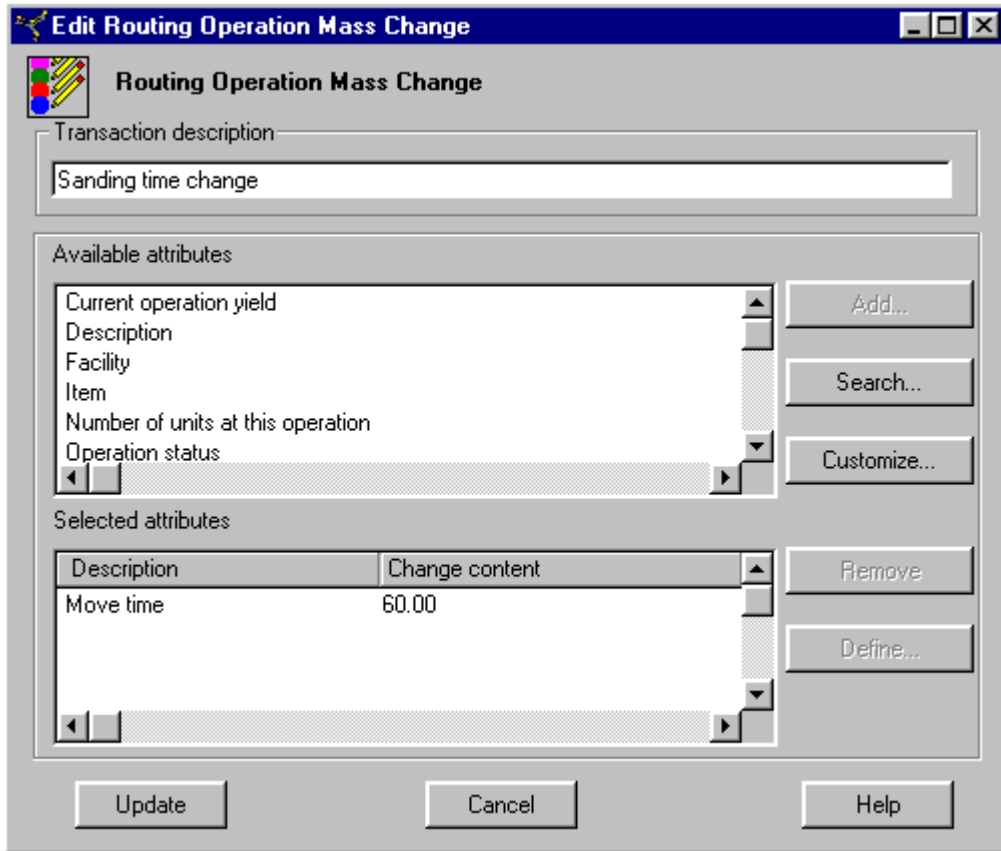 Edit Routing Operation Mass Change
Routing Operation Mass Change
Transaction description
Sanding time change
Available attributes
Current operation yield
Description
Facility
Item
Number of units at this operation
Operation status
Add...
Search...
Customize...
Selected attributes
Description Change content
Move time 60.00
Remove
Define...
Update Cancel Help